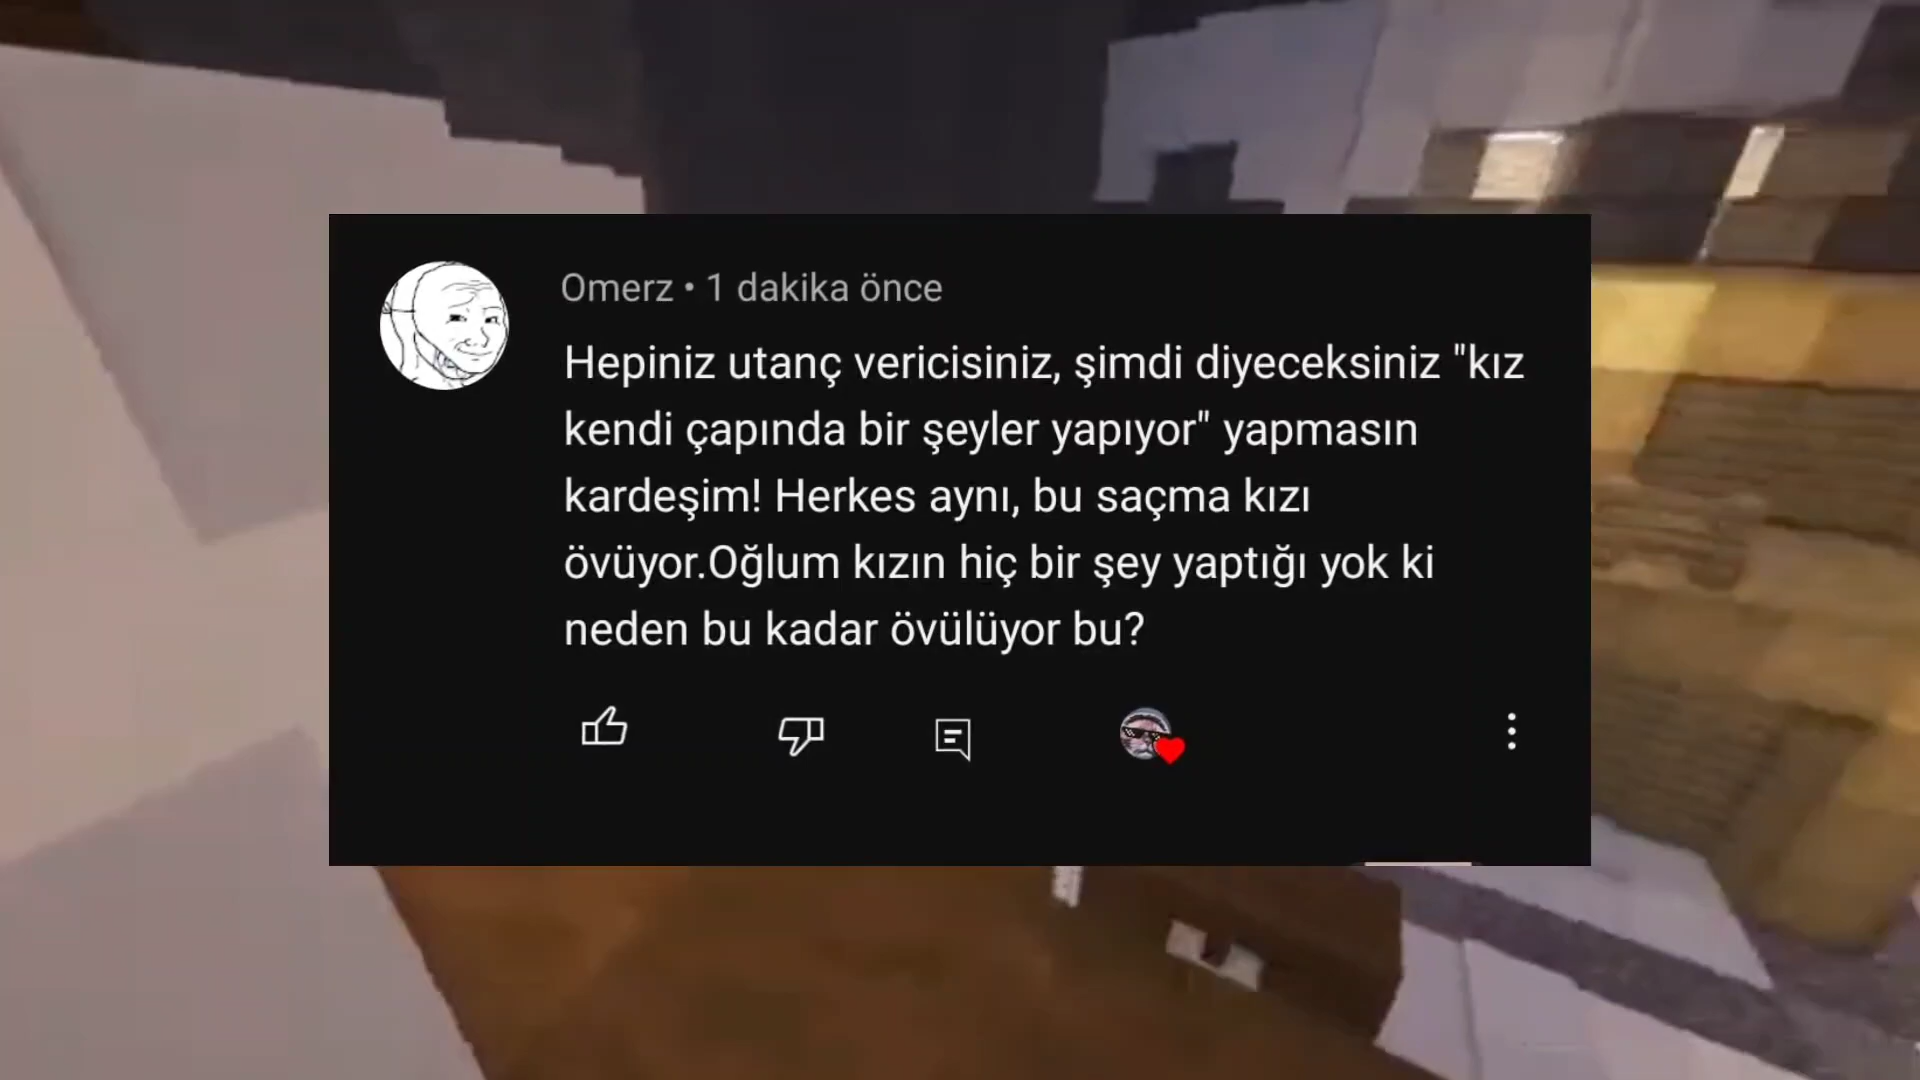 Omerz • 1 dakika önce
Hepiniz utanç vericisiniz, şimdi diyeceksiniz "kız
kendi çapında bir şeyler yapıyor" yapmasın
kardeşim! Herkes aynı, bu saçma kızı
övüyor.Oğlum kızın hiç bir şey yaptığı yok ki
neden bu kadar övülüyor bu?